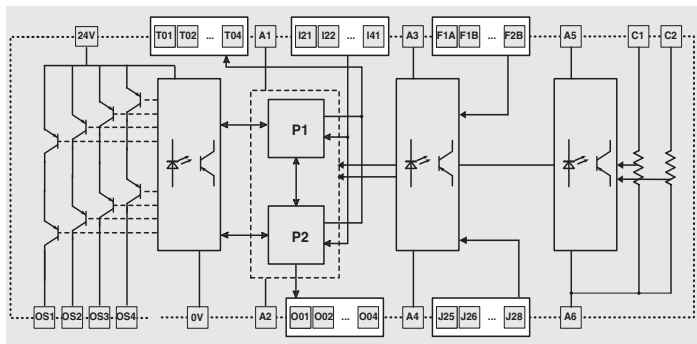 24V T01 T02 ... T04 A1 I21 I22 ... I41 A3 F1A F1B ... F2B A5 C1 C2
P1
P2
OS1 OS2 OS3 OS4 0V A2 O01 O02 ... O04 A4 J25 J26 ... J28 A6